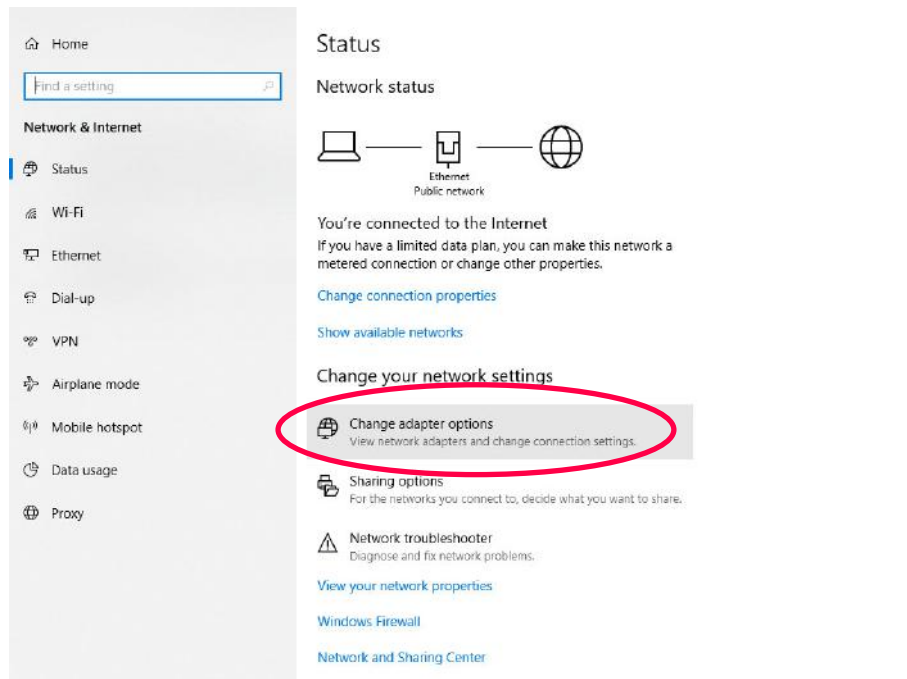 Home
Find a setting
Network & Internet
Status
Wi-Fi
Ethernet
Dial-up
VPN
Airplane mode
Mobile hotspot
Data usage
Proxy
Status
Network status
Ethernet
Public network
You're connected to the Internet
If you have a limited data plan, you can make this network a
metered connection or change other properties.
Change connection properties
Show available networks
Change your network settings
Change adapter options
View network adapters and change connection settings.
Sharing options
For the networks you connect to, decide what you want to share.
Network troubleshooter
Diagnose and fix network problems.
View your network properties
Windows Firewall
Network and Sharing Center